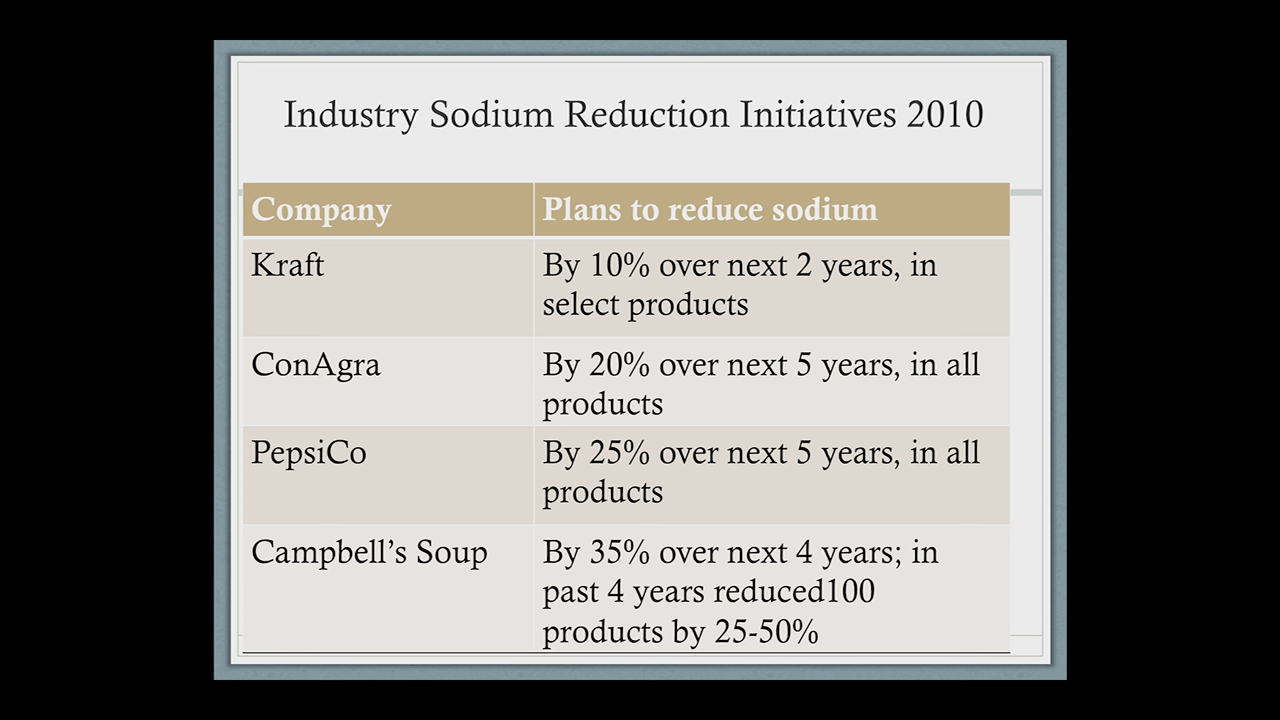 Industry Sodium Reduction Initiatives 2010
Company
Plans to reduce sodium
Kraft
By 10% over next 2 years, in
select products
ConAgra
By 20% over next 5 years, in all
products
PepsiCo
By 25% over next 5 years, in all
products
Campbell’s Soup
By 35% over next 4 years; in
past 4 years reduced100
products by 25-50%